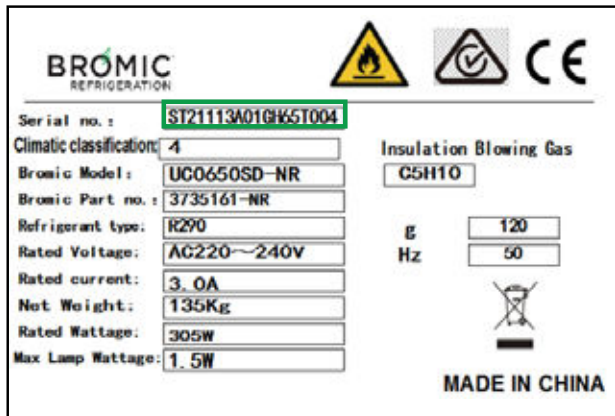 BROMIC
REFRIGERATION
CE
Serial no.: ST21113A01GH65T004
Climatic classification: 4
Insulation Blowing Gas
Bromic Model: UC0650SD-NR
C5H10
Bromic Part no.: 3735161-NR
Refrigerant type: R290
g 120
Rated Voltage: AC220～240V
Hz 50
Rated current: 3.0A
Net Weight: 135Kg
Rated Wattage: 305W
Max Lamp Wattage: 1.5W
MADE IN CHINA